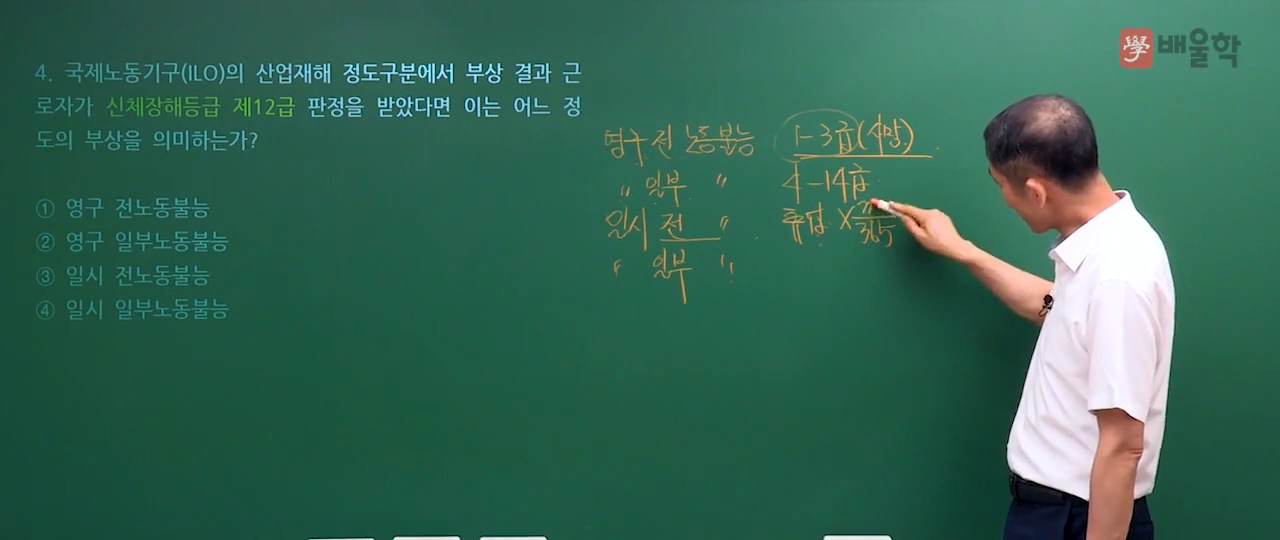 學 배울학
4. 국제노동기구(ILO)의 산업재해 정도구분에서 부상 결과 근
로자가 신체장해등급 제12급 판정을 받았다면 이는 어느 정
도의 부상을 의미하는가?
① 영구 전노동불능
② 영구 일부노동불능
③ 일시 전노동불능
④ 일시 일부노동불능
영구 전 노동불능 1-3급(사망)
〃 일부 〃 4-14급
일시 전 〃 × 365
〃 일부 〃